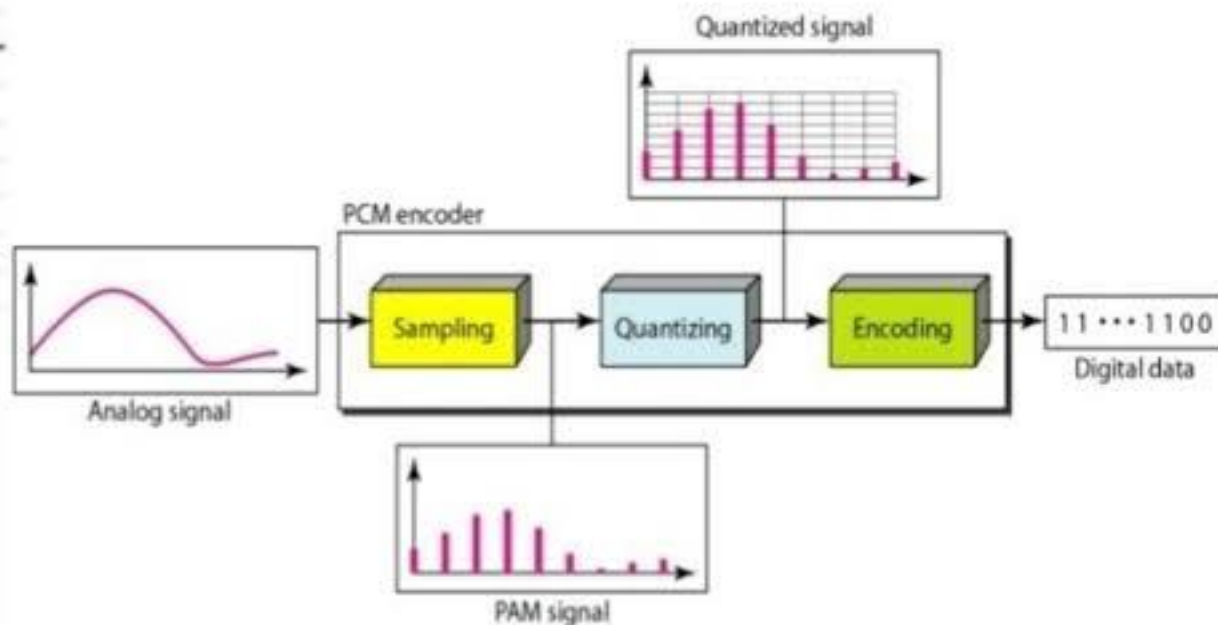 Quantized signal
PCM encoder
Sampling
Quantizing
Encoding
11 ••• 1100
Digital data
Analog signal
PAM signal